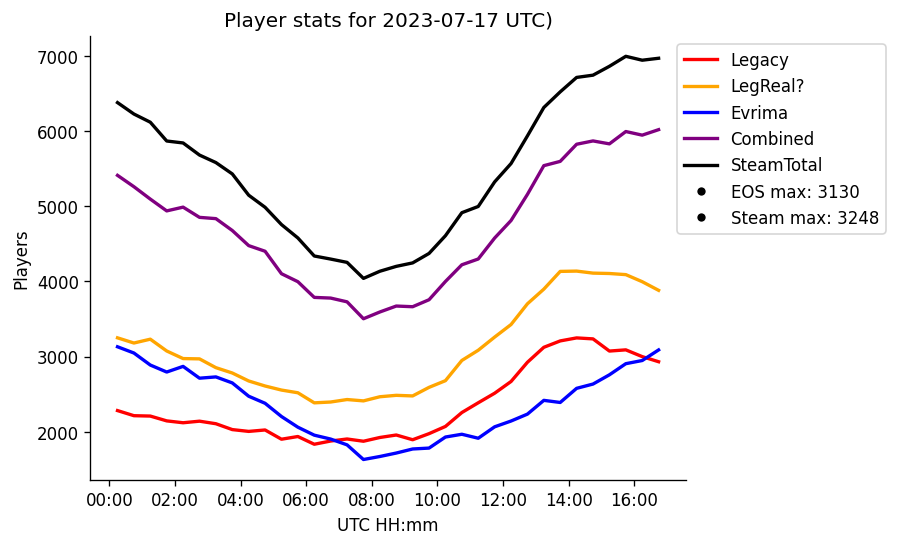 Player stats for 2023-07-17 UTC)
7000
6000
5000
4000
3000
2000
Players
00:00 02:00 04:00 06:00 08:00 10:00 12:00 14:00 16:00
UTC HH:mm
Legacy
LegReal?
Evrima
Combined
SteamTotal
EOS max: 3130
Steam max: 3248